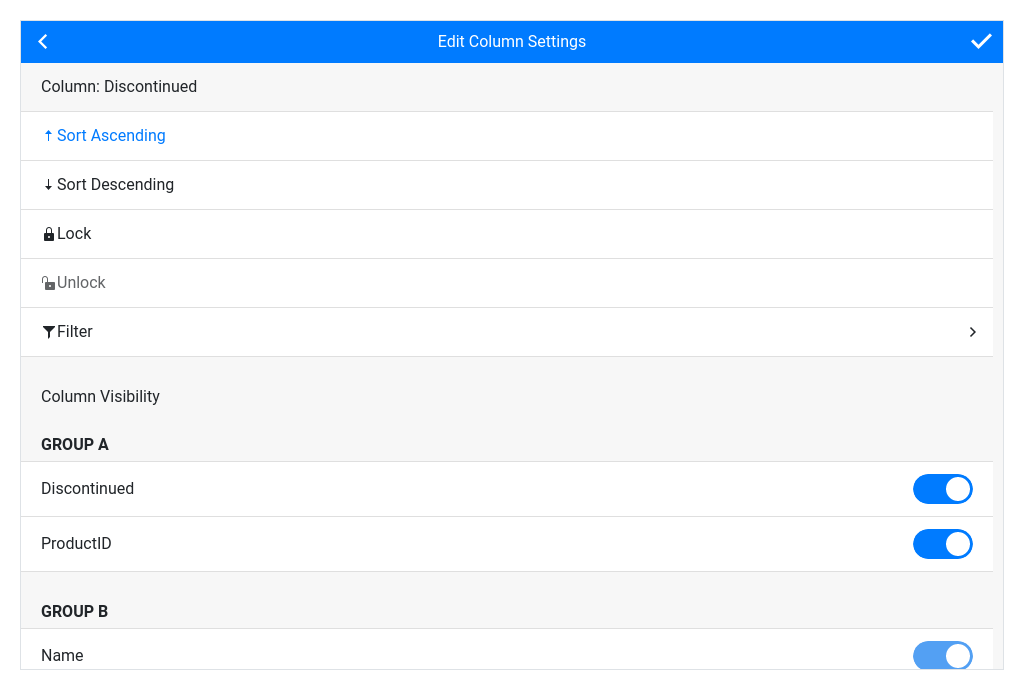 Edit Column Settings
Column: Discontinued
Sort Ascending
Sort Descending
Lock
Unlock
Filter
Column Visibility
GROUP A
Discontinued
ProductID
GROUP B
Name